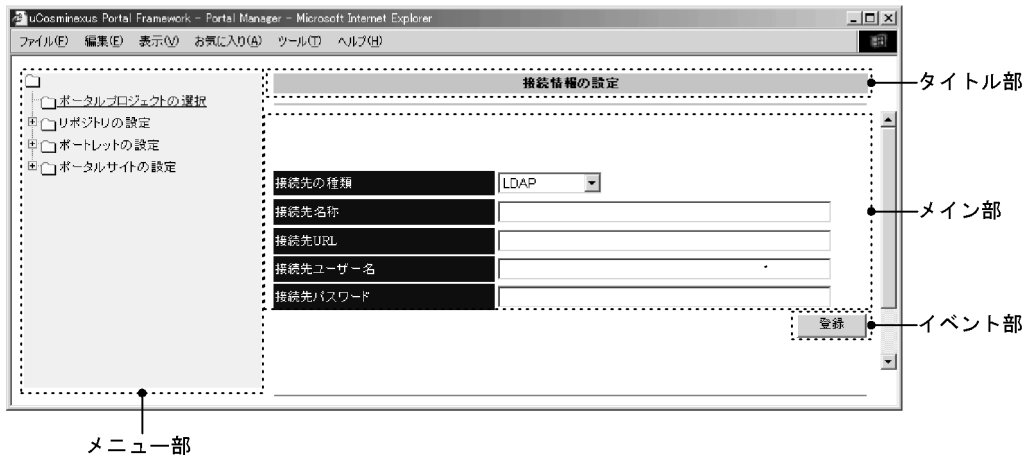 uCosminexus Portal Framework - Portal Manager - Microsoft Internet Explorer
ファイル(F) 編集(E) 表示(V) お気に入り(A) ツール(T) ヘルプ(H)
接続情報の設定
タイトル部
ポータルプロジェクトの選択
リポジトリの設定
ポートレットの設定
ポータルサイトの設定
接続先の種類 LDAP
接続先名称
メイン部
接続先URL
接続先ユーザー名
接続先パスワード
登録
イベント部
メニュー部